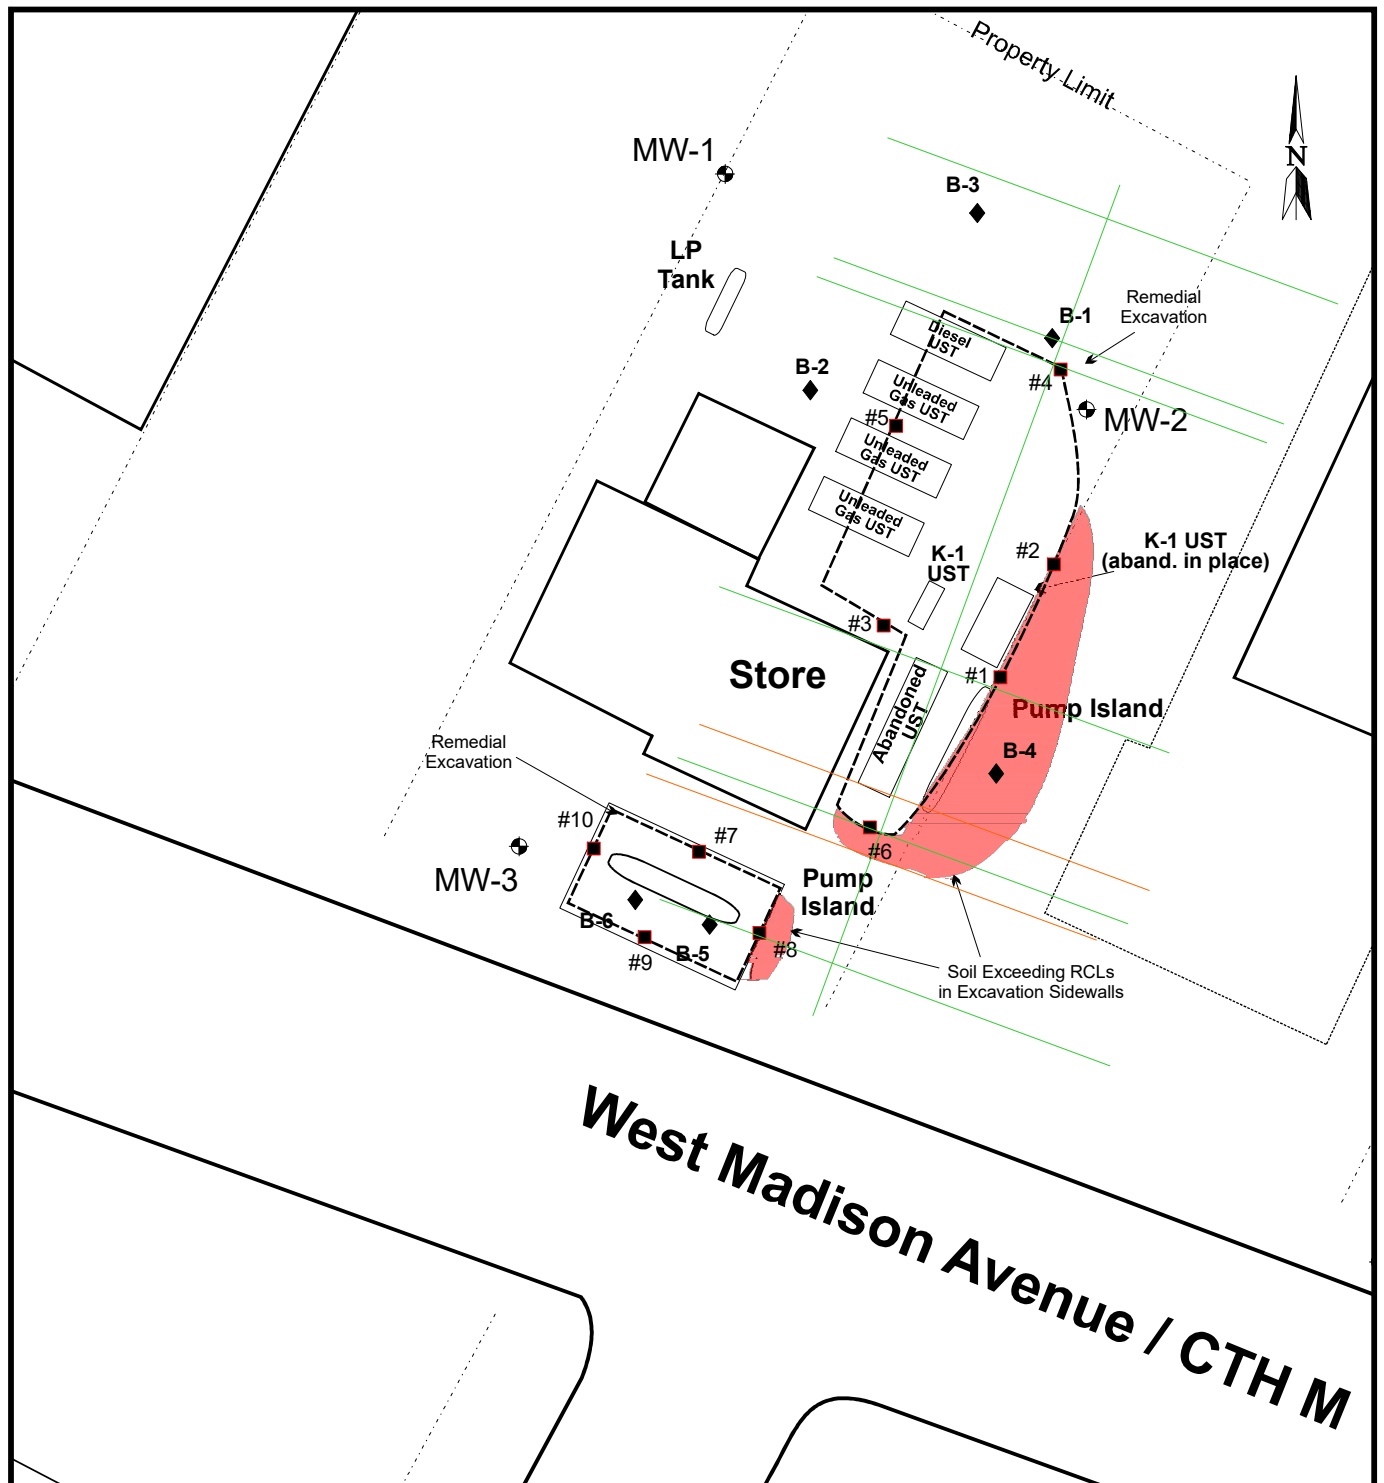 Property Limit
N
MW-1
B-3
LP
Tank
Remedial
Excavation
B-1
Diesel
UST
#4
B-2
Unleaded
Gas UST
MW-2
#5
Unleaded
Gas UST
Unleaded
Gas UST
K-1 UST
(aband. in place)
#2
K-1
UST
#3
Store
#1
Abandoned
UST
Pump Island
B-4
Remedial
Excavation
#10
#7
#6
MW-3
Pump
Island
B-6
B-5
#8
#9
Soil Exceeding RCLs
in Excavation Sidewalls
West Madison Avenue / CTH M